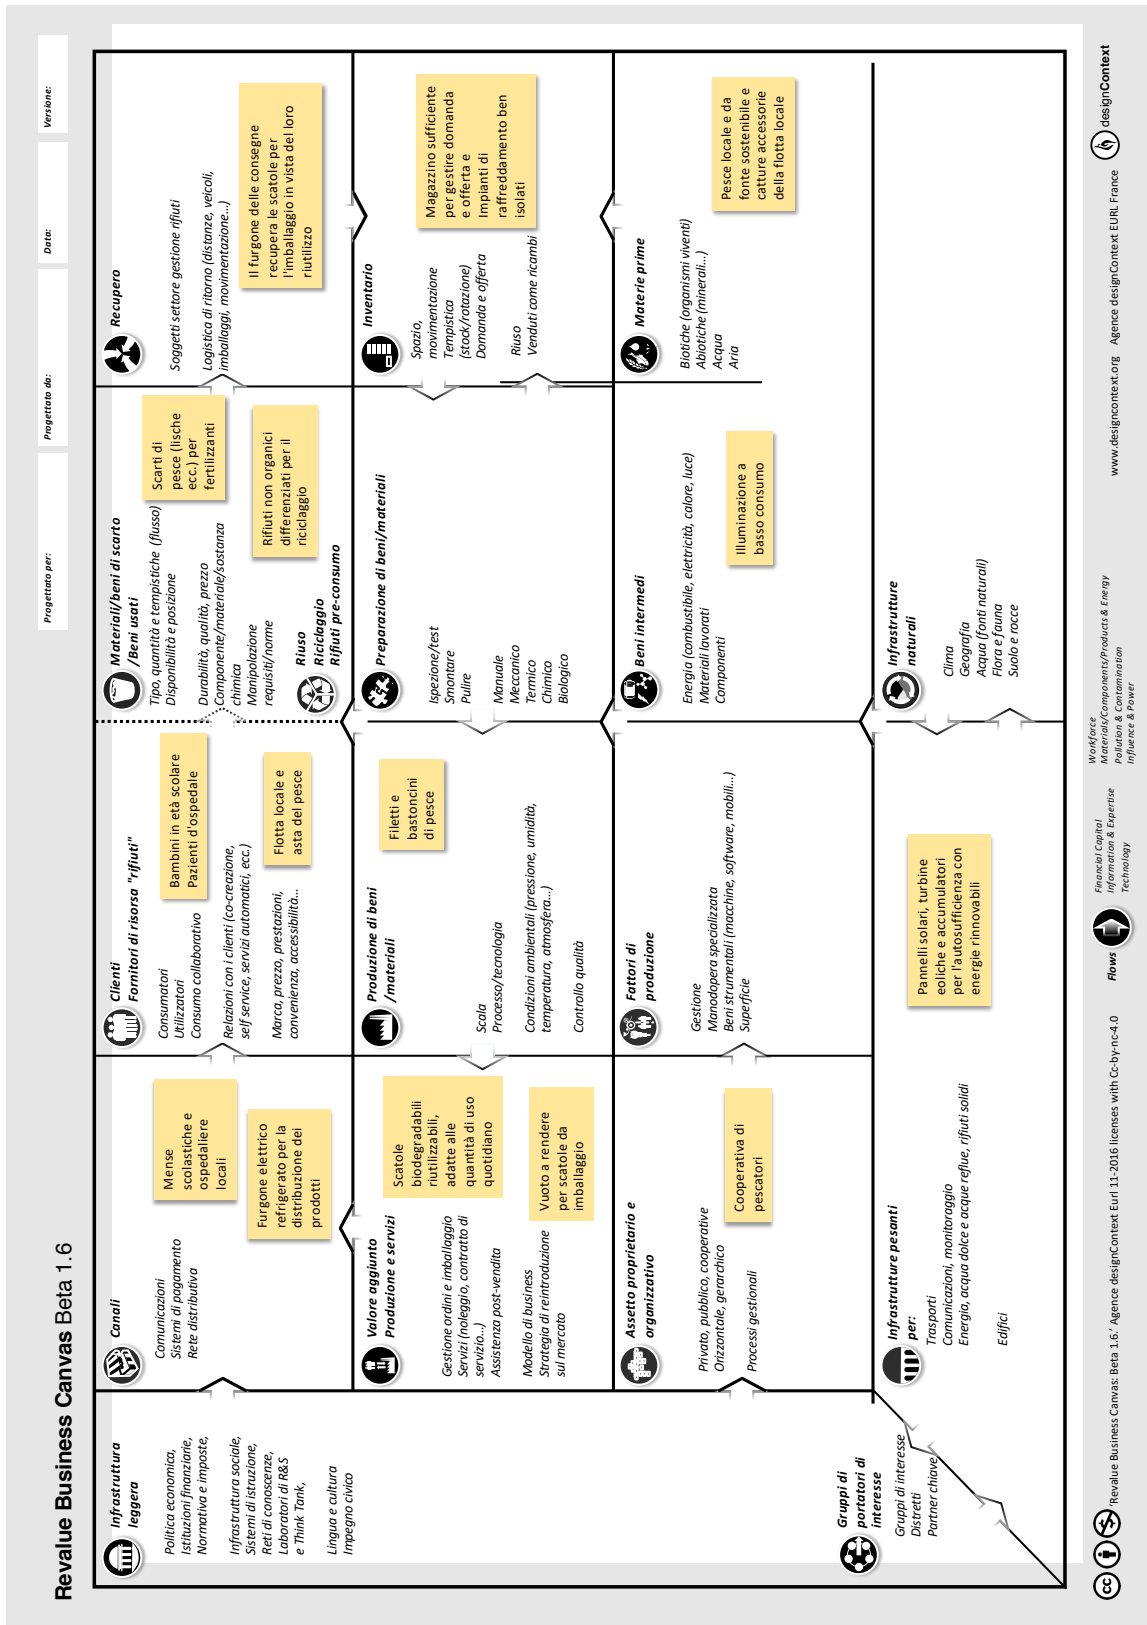 Revalue Business Canvas Beta 1.6
Progettato per:
Progettato da:
Data:
Versione:
Infrastruttura
leggera
Politica economica,
Istituzioni finanziarie,
Normativa e imposte,
Infrastruttura sociale,
Sistemi di istruzione,
Reti di conoscenze,
Laboratori di R&S
e Think Tank,
Lingua e cultura
Impegno civico
Canali
Comunicazioni
Sistemi di pagamento
Rete distributiva
Mense
scolastiche e
ospedaliere
locali
Furgone elettrico
refrigerato per la
distribuzione dei
prodotti
Clienti
Fornitori di risorsa "rifiuti"
Consumatori
Utilizzatori
Consumo collaborativo
Relazioni con i clienti (co-creazione,
self service, servizi automatici, ecc.)
Marca, prezzo, prestazioni,
convenienza, accessibilità...
Bambini in età scolare
Pazienti d'ospedale
Flotta locale e
asta del pesce
Materiali/beni di scarto
/Beni usati
Tipo, quantità e tempistiche (flusso)
Disponibilità e posizione
Durabilità, qualità, prezzo
Componente/materiale/sostanza
chimica
Manipolazione
requisiti/norme
Riuso
Riciclaggio
Rifiuti pre-consumo
Scarti di
pesce (lische
ecc.) per
fertilizzanti
Rifiuti non organici
differenziati per il
riciclaggio
Recupero
Soggetti settore gestione rifiuti
Logistica di ritorno (distanze, veicoli,
imballaggi, movimentazione...)
Il furgone delle consegne
recupera le scatole per
l'imballaggio in vista del loro
riutilizzo
Valore aggiunto
Produzione e servizi
Gestione ordini e imballaggio
Servizi (noleggio, contratto di
servizio...)
Assistenza post-vendita
Modello di business
Strategia di reintroduzione
sul mercato
Scatole
biodegradabili
riutilizzabili,
adatte alle
quantità di uso
quotidiano
Vuoto a rendere
per scatole da
imballaggio
Produzione di beni
/materiali
Scala
Processo/tecnologia
Condizioni ambientali (pressione, umidità,
temperatura, atmosfera...)
Controllo qualità
Filetti e
bastoncini
di pesce
Preparazione di beni/materiali
Ispezione/test
Smontare
Pulire
Manuale
Meccanico
Termico
Chimico
Biologico
Inventario
Spazio,
movimentazione
Tempistica
(stock/rotazione)
Domanda e offerta
Riuso
Venduti come ricambi
Magazzino sufficiente
per gestire domanda
e offerta e
Impianti di
raffreddamento ben
isolati
Assetto proprietario e
organizzativo
Privato, pubblico, cooperative
Orizzontale, gerarchico
Processi gestionali
Cooperativa di
pescatori
Fattori di
produzione
Gestione
Manodopera specializzata
Beni strumentali (macchine, software, mobili...)
Superficie
Beni intermedi
Energia (combustibile, elettricità, calore, luce)
Materiali lavorati
Componenti
Illuminazione a
basso consumo
Materie prime
Biotiche (organismi viventi)
Abiotiche (minerali...)
Acqua
Aria
Pesce locale e da
fonte sostenibile e
catture accessorie
della flotta locale
Gruppi di
portatori di
interesse
Gruppi di interesse
Distretti
Partner chiave
Infrastrutture pesanti
per:
Trasporti
Comunicazioni, monitoraggio
Energia, acqua dolce e acque reflue, rifiuti solidi
Edifici
Pannelli solari, turbine
eoliche e accumulatori
per l'autosufficienza con
energie rinnovabili
Infrastrutture
naturali
Clima
Geografia
Acqua (fonti naturali)
Flora e fauna
Suolo e rocce
cc
'Revalue Business Canvas: Beta 1.6.' Agence designContext Eurl 11-2016 licenses with Cc-by-nc-4.0
Flows
Financial Capital
Information & Expertise
Technology
Workforce
Materials/Components/Products & Energy
Pollution & Contamination
Influence & Power
www.designcontext.org Agence designContext EURL France
designContext